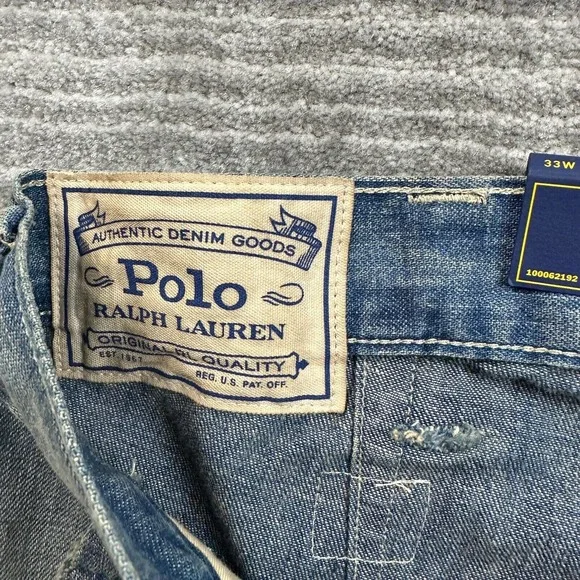 AUTHENTIC DENIM GOODS
Polo
RALPH LAUREN
ORIGINAL RL QUALITY
EST. 1967
REG. U.S. PAT. OFF.
33W
100062192